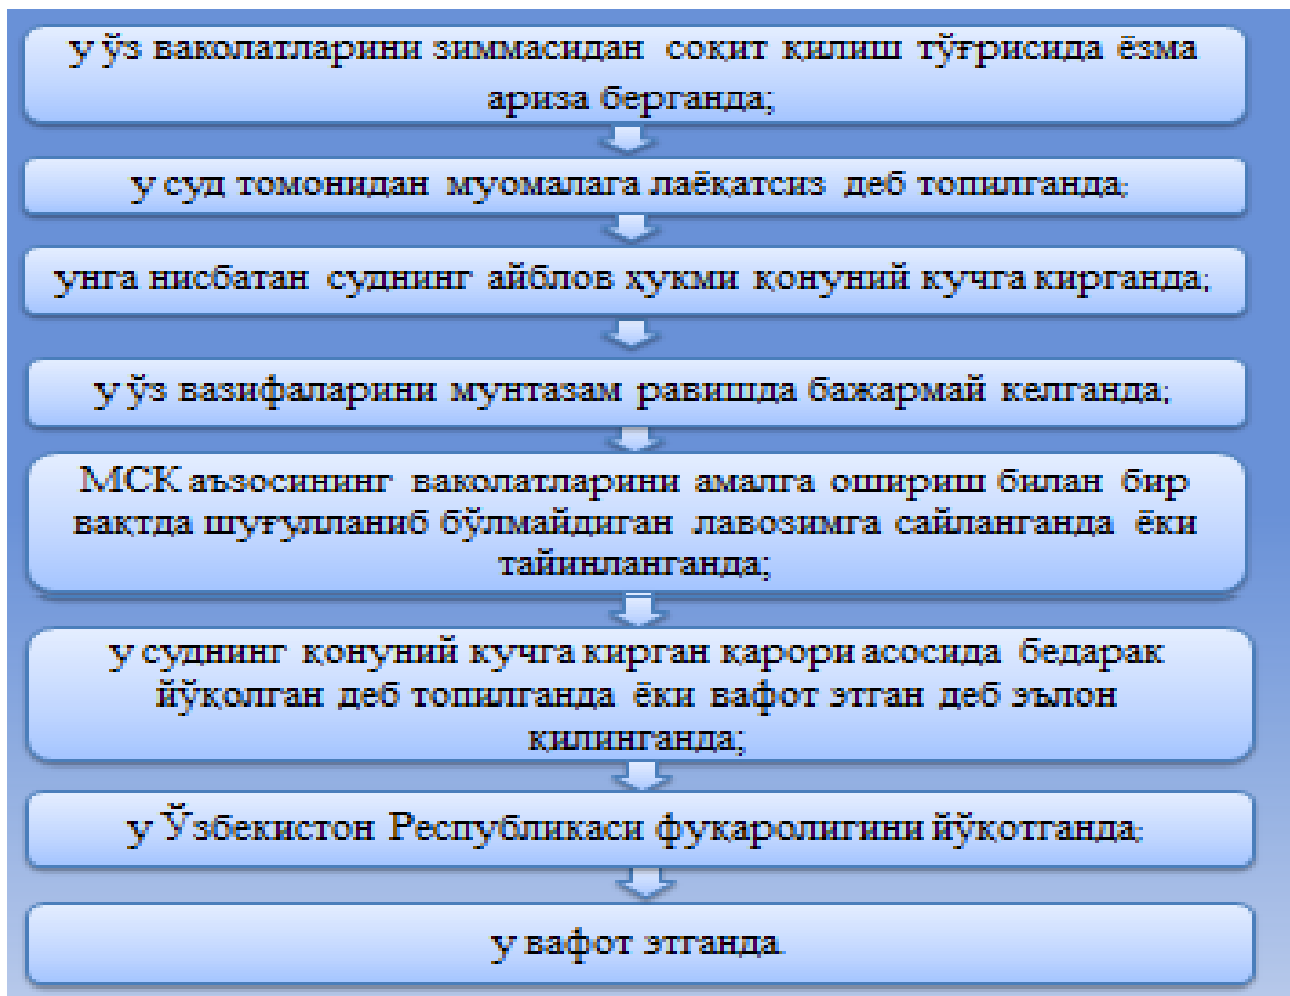 у ўз ваколатларини зиммасидан соқит қилиш тўғрисида ёзма
ариза берганда;
у суд томонидан муомалага лаёқатсиз деб топилганда;
унга нисбатан суднинг айблов ҳукми қонуний кучга кирганда;
у ўз вазифаларини мунтазам равишда бажармай келганда;
МСК аъзосининг ваколатларини амалга ошириш билан бир
вақтда шуғулланиб бўлмайдиган лавозимга сайланганда ёки
тайинланганда;
у суднинг қонуний кучга кирган қарори асосида бедарак
йўқолган деб топилганда ёки вафот этган деб эълон
қилинганда;
у Ўзбекистон Республикаси фуқаролигини йўқотганда;
у вафот этганда.